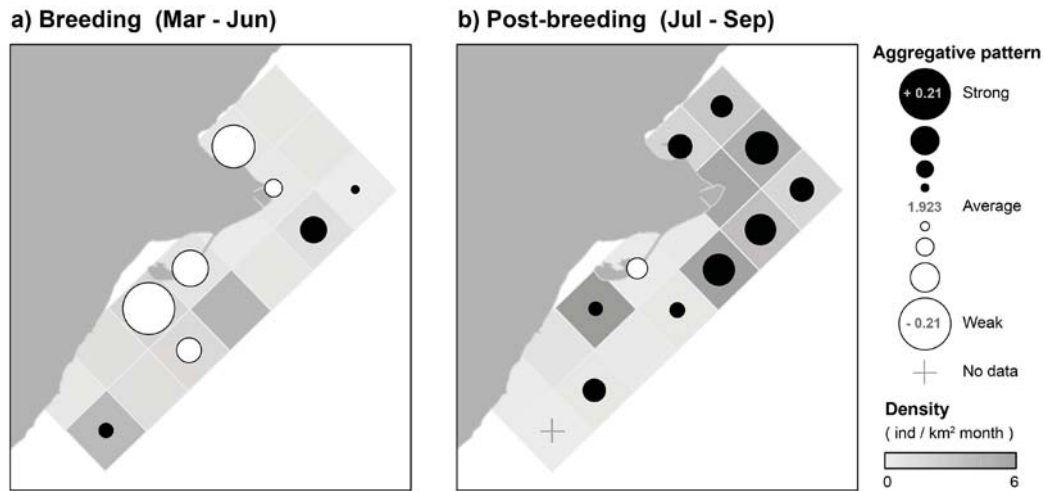 a) Breeding (Mar - Jun)
b) Post-breeding (Jul - Sep)
Aggregative pattern
+ 0.21 Strong
1.923 Average
- 0.21 Weak
No data
Density
( ind / km² month )
0 6